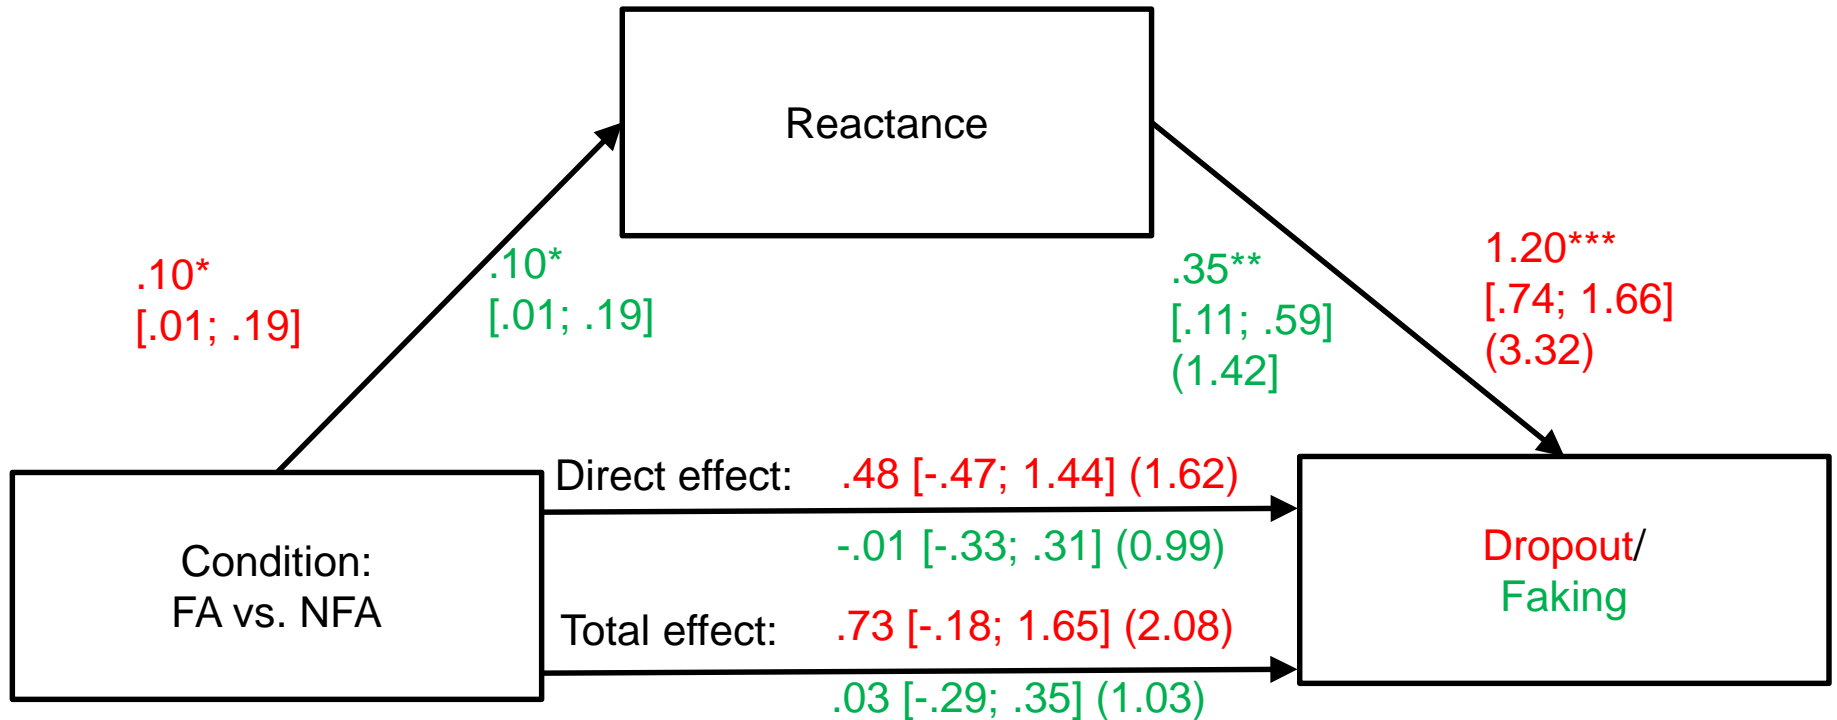 Reactance
.10*
[.01; .19]
.10*
[.01; .19]
.35**
[.11; .59]
(1.42]
1.20***
[.74; 1.66]
(3.32)
Condition:
FA vs. NFA
Direct effect: .48 [-.47; 1.44] (1.62)
-.01 [-.33; .31] (0.99)
Total effect: .73 [-.18; 1.65] (2.08)
.03 [-.29; .35] (1.03)
Dropout/
Faking